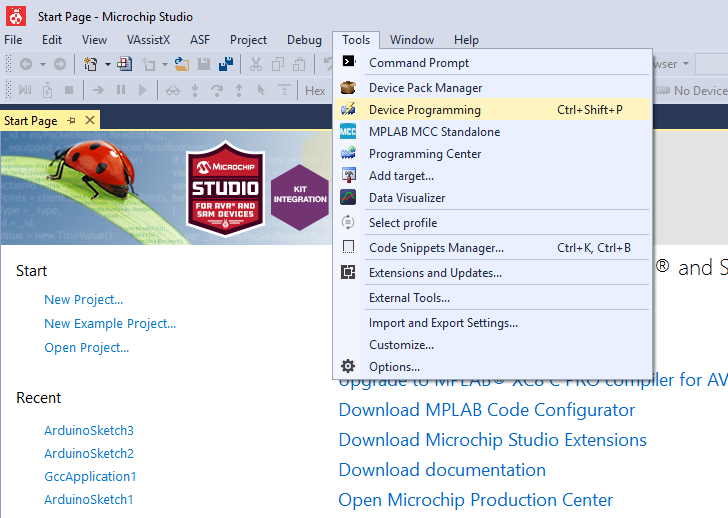 Start Page - Microchip Studio
File Edit View VAssistX ASF Project Debug Tools Window Help
Browser
Hex
No Device
Start Page
Command Prompt
Device Pack Manager
Device Programming Ctrl+Shift+P
MPLAB MCC Standalone
Programming Center
Add target...
Data Visualizer
Select profile
Code Snippets Manager... Ctrl+K, Ctrl+B
Extensions and Updates...
External Tools...
Import and Export Settings...
Customize...
Options...
MCC
MICROCHIP
STUDIO
FOR AVR® AND
SAM DEVICES
KIT
INTEGRATION
® and S
Start
New Project...
New Example Project...
Open Project...
Recent
ArduinoSketch3
ArduinoSketch2
GccApplication1
ArduinoSketch1
Upgrade to MPLAB® XC8 C PRO compiler for AV
Download MPLAB Code Configurator
Download Microchip Studio Extensions
Download documentation
Open Microchip Production Center